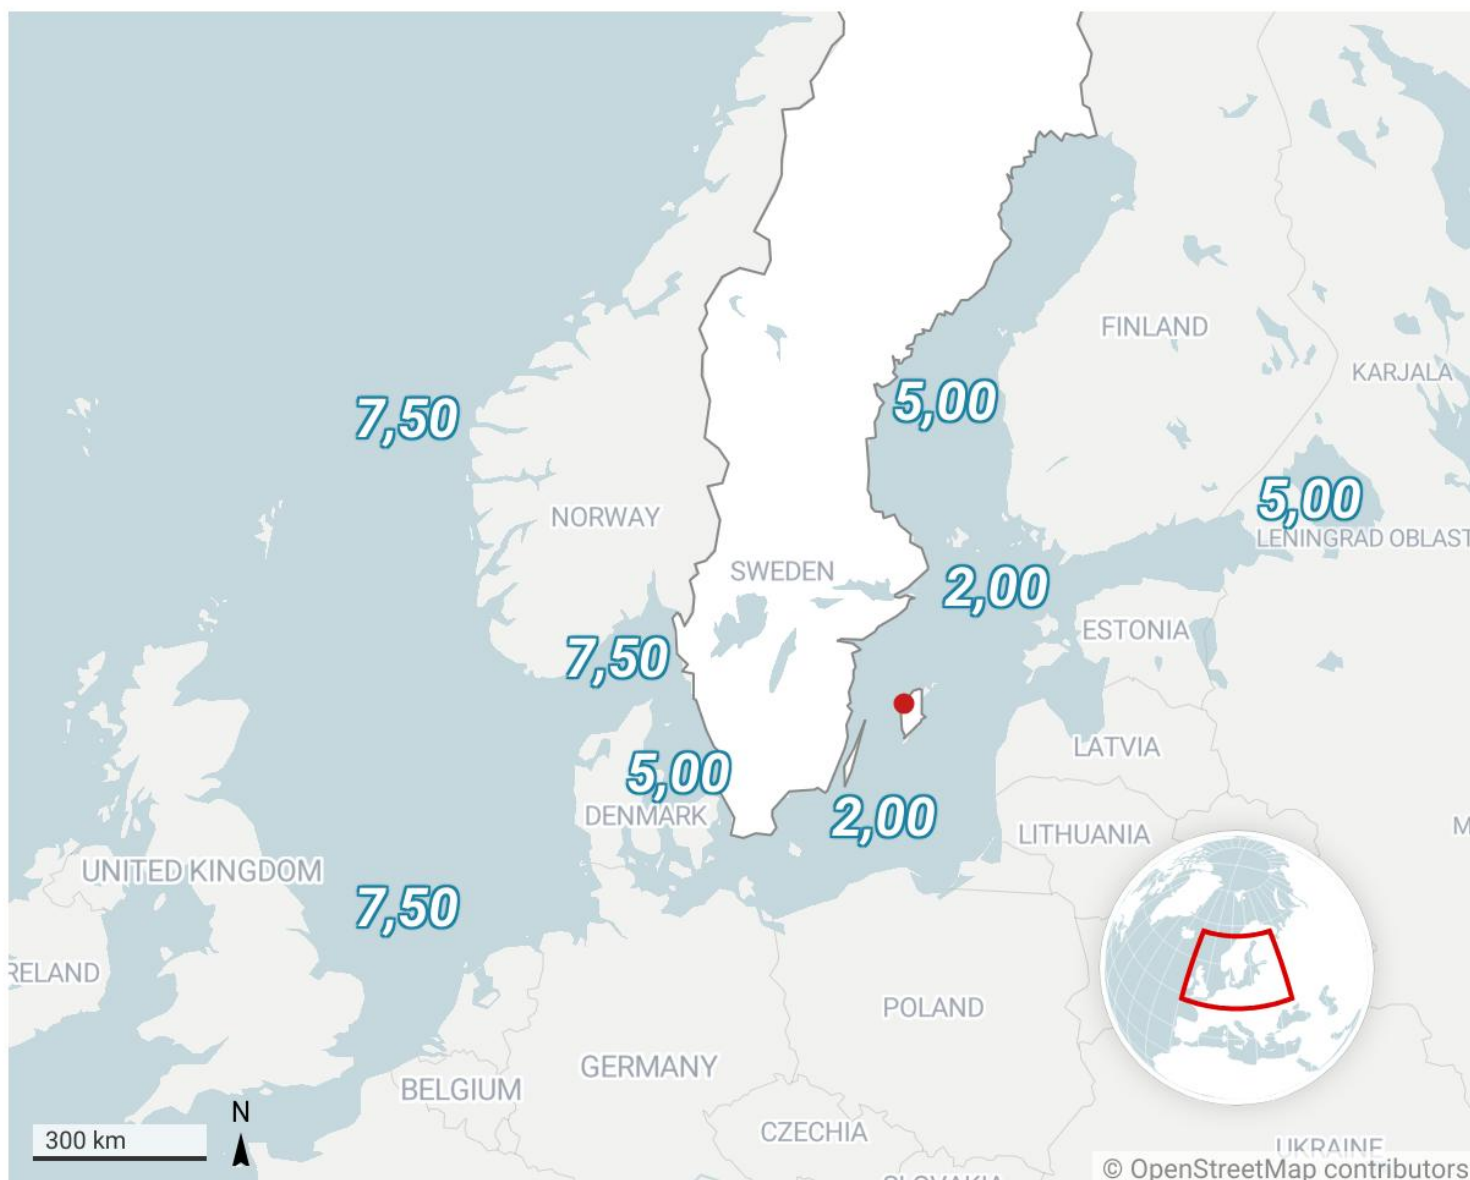 FINLAND
KARJALA
5,00
7,50
5,00
NORWAY
LENINGRAD OBLAST
SWEDEN
2,00
ESTONIA
7,50
LATVIA
5,00
DENMARK
2,00
LITHUANIA
M
UNITED KINGDOM
7,50
RELAND
POLAND
GERMANY
BELGIUM
N
CZECHIA
300 km
UKRAINE
© OpenStreetMap contributors